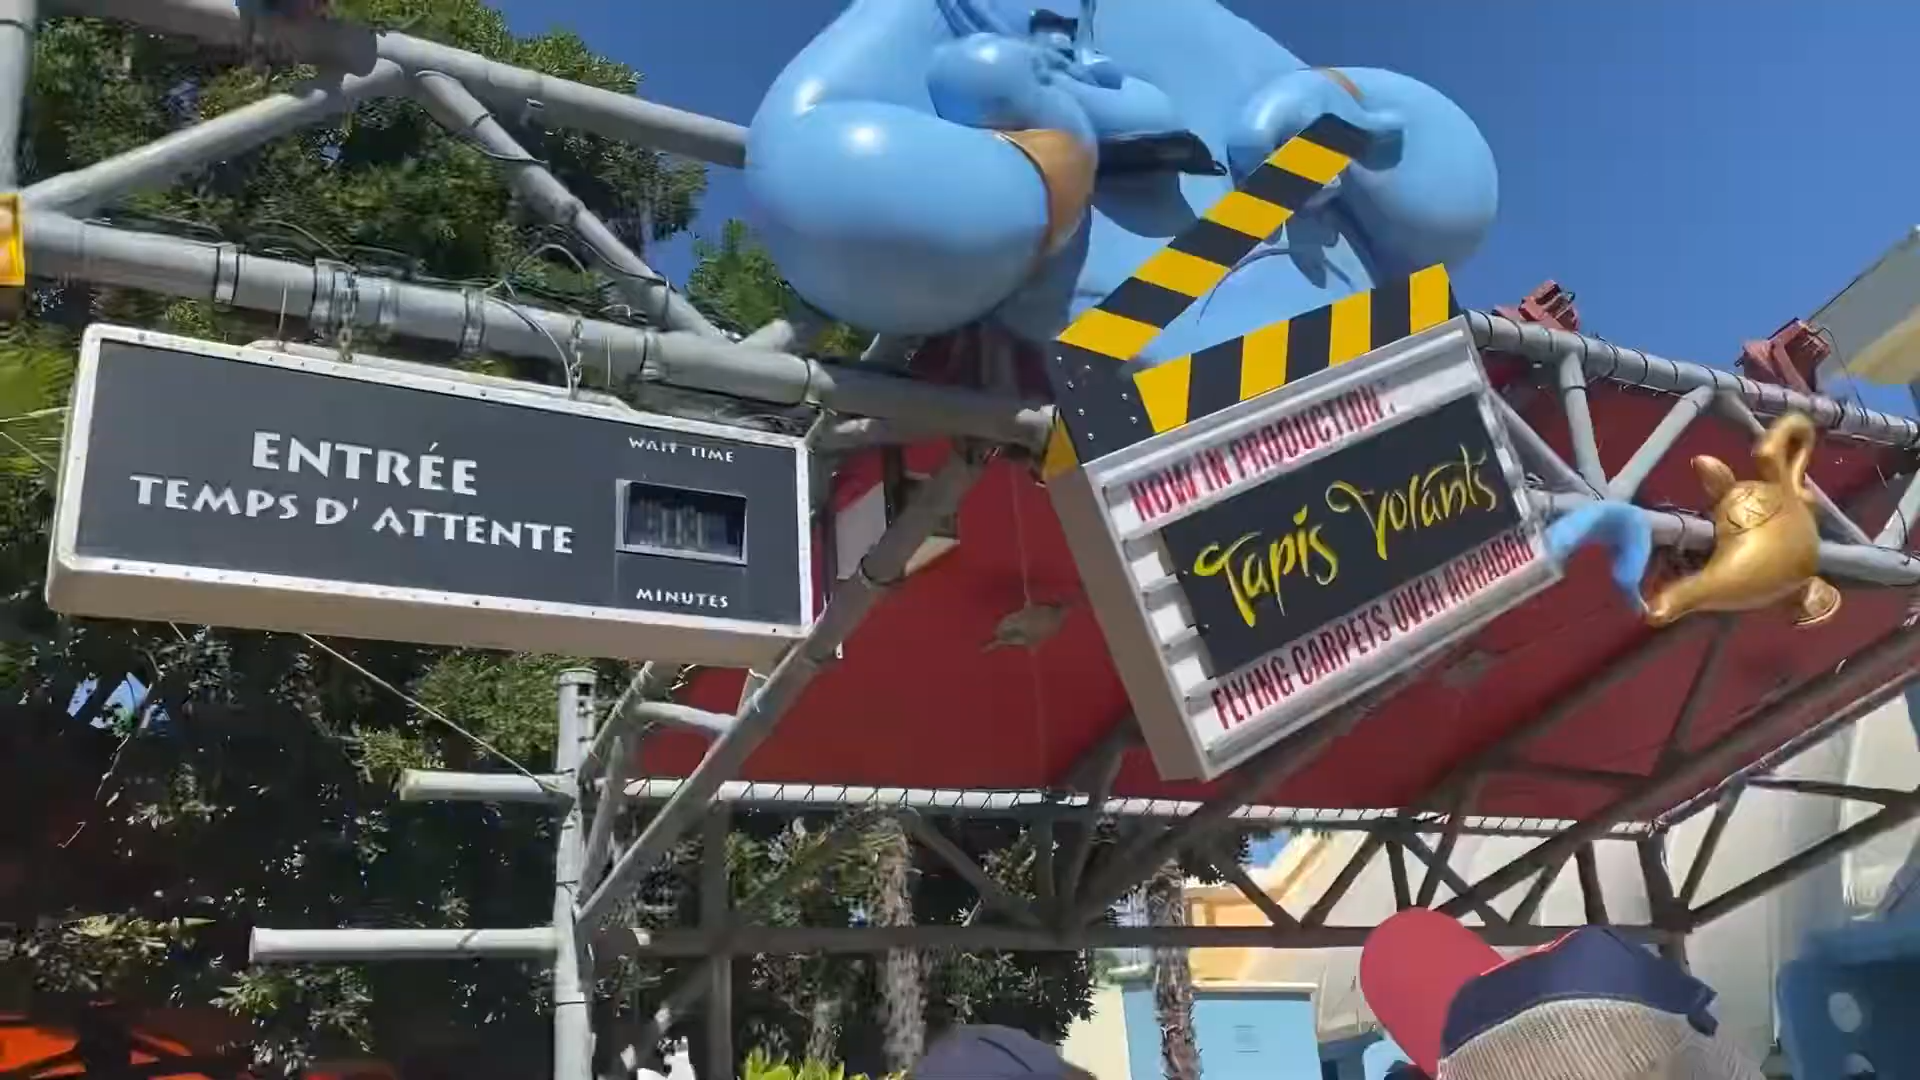 ENTRÉE
TEMPS D' ATTENTE
WAIT TIME
MINUTES
NOW IN PRODUCTION:
Tapis Volants
FLYING CARPETS OVER AGRABAH